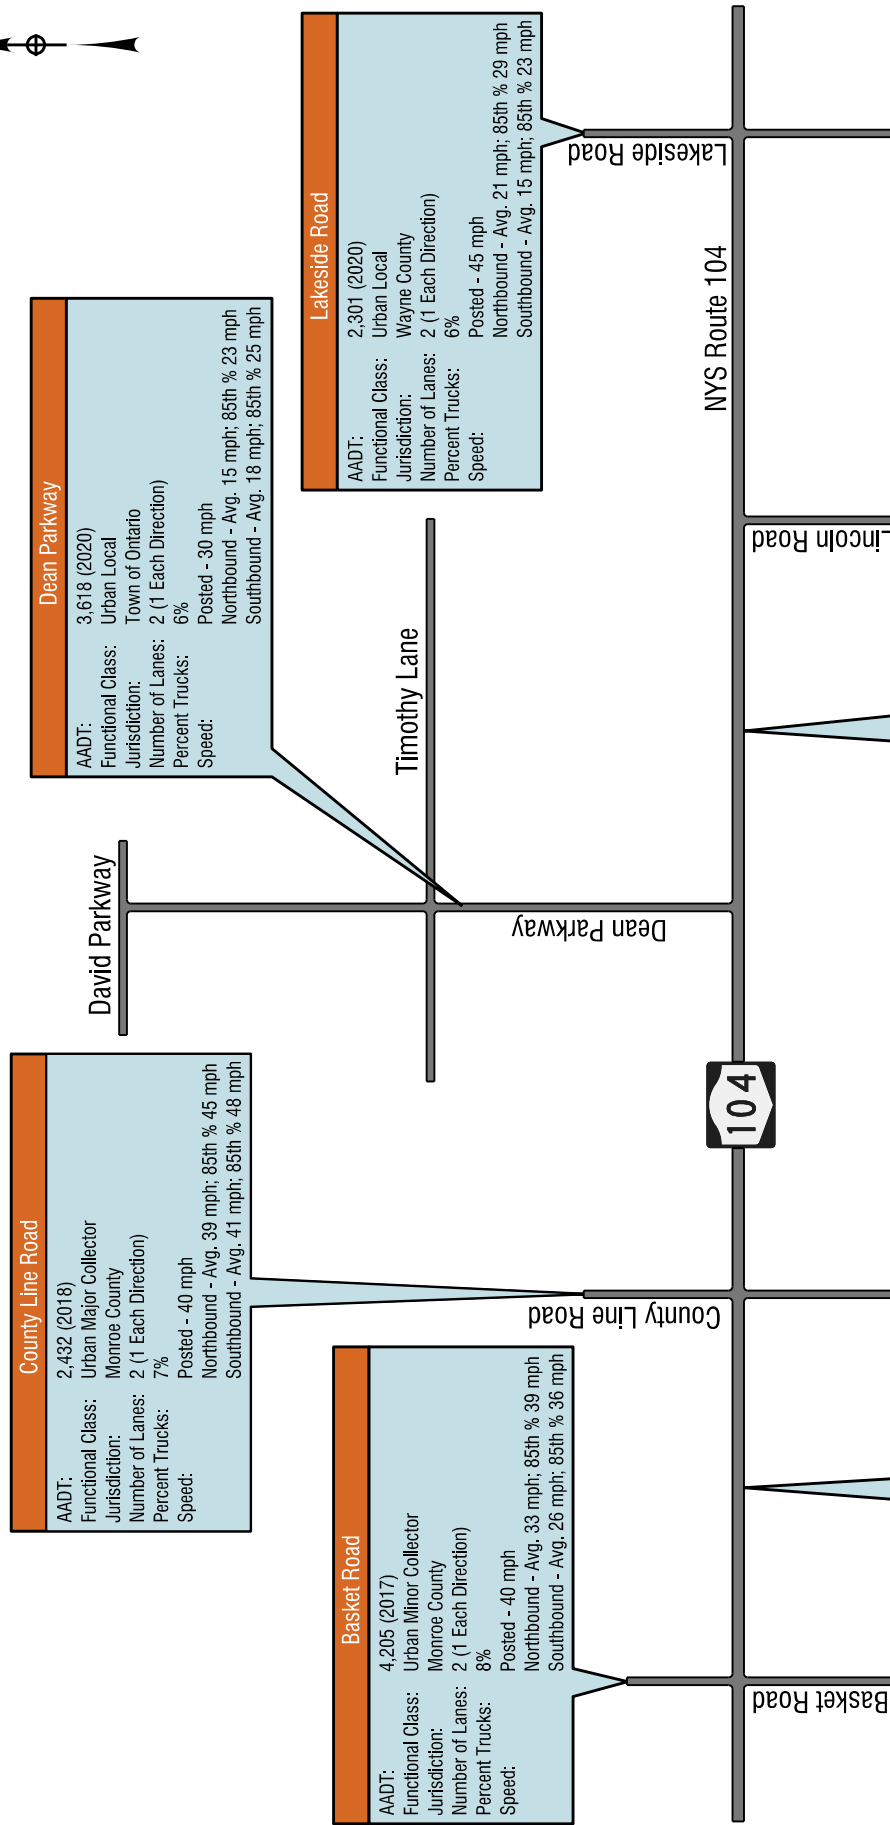 County Line Road
AADT: 2,432 (2018)
Functional Class: Urban Major Collector
Jurisdiction: Monroe County
Number of Lanes: 2 (1 Each Direction)
Percent Trucks: 7%
Speed: Posted - 40 mph
Northbound - Avg. 39 mph; 85th % 45 mph
Southbound - Avg. 41 mph; 85th % 48 mph
Dean Parkway
AADT: 3,618 (2020)
Functional Class: Urban Local
Jurisdiction: Town of Ontario
Number of Lanes: 2 (1 Each Direction)
Percent Trucks: 6%
Speed: Posted - 30 mph
Northbound - Avg. 15 mph; 85th % 23 mph
Southbound - Avg. 18 mph; 85th % 25 mph
David Parkway
Basket Road
AADT: 4,205 (2017)
Functional Class: Urban Minor Collector
Jurisdiction: Monroe County
Number of Lanes: 2 (1 Each Direction)
Percent Trucks: 8%
Speed: Posted - 40 mph
Northbound - Avg. 33 mph; 85th % 39 mph
Southbound - Avg. 26 mph; 85th % 36 mph
Lakeside Road
AADT: 2,301 (2020)
Functional Class: Urban Local
Jurisdiction: Wayne County
Number of Lanes: 2 (1 Each Direction)
Percent Trucks: 6%
Speed: Posted - 45 mph
Northbound - Avg. 21 mph; 85th % 29 mph
Southbound - Avg. 15 mph; 85th % 23 mph
Timothy Lane
County Line Road
Dean Parkway
Lakeside Road
104
NYS Route 104
Basket Road
Lincoln Road